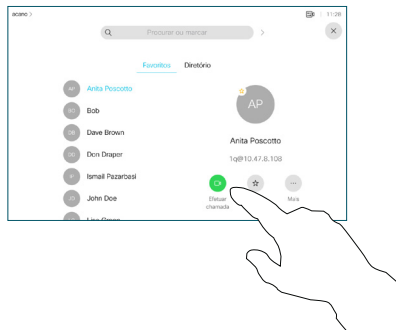 acano >
11:28
Procurar ou marcar
Favoritos Diretório
AP Anita Poscotto
BO Bob
DB Dave Brown
DD Don Draper
IP Ismail Pazarbasi
JD John Doe
AP
Anita Poscotto
1q@10.47.8.108
Efetuar
chamada
Mais